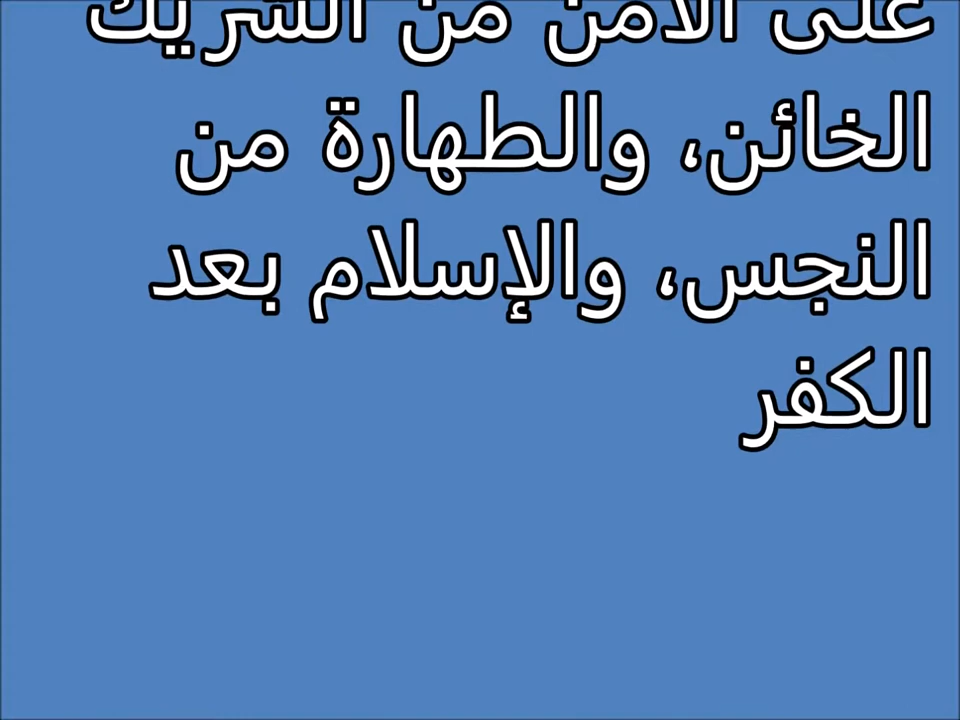 على الأمن من الشريك
الخائن، والطهارة من
النجس، والإسلام بعد
الكفر